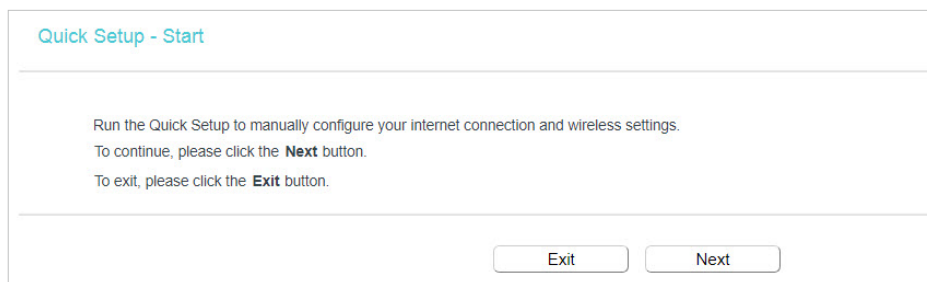 Quick Setup - Start
Run the Quick Setup to manually configure your internet connection and wireless settings.
To continue, please click the Next button.
To exit, please click the Exit button.
Exit Next